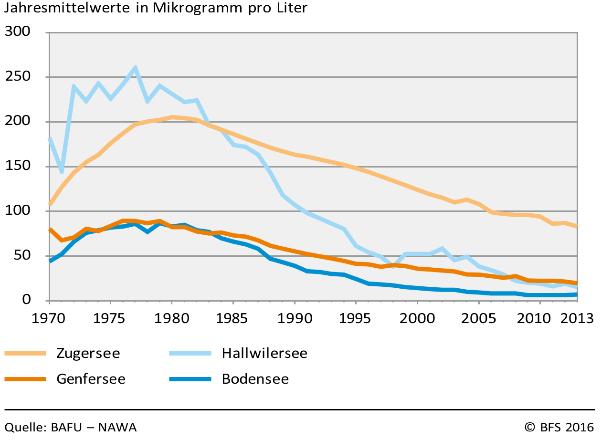 Jahresmittelwerte in Mikrogramm pro Liter
300
250
200
150
100
50
0
1970 1975 1980 1985 1990 1995 2000 2005 2010 2013
Zugersee Hallwilersee
Genfersee Bodensee
Quelle: BAFU – NAWA © BFS 2016